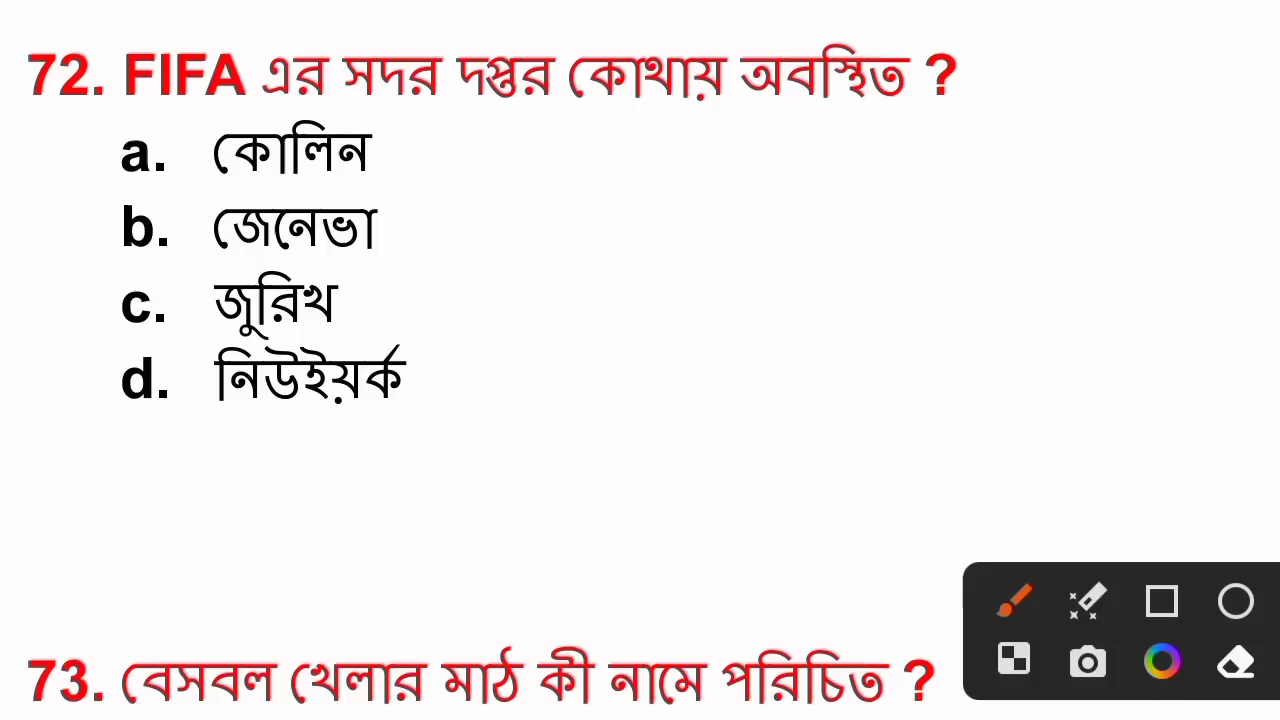 72. FIFA এর সদর দপ্তর কোথায় অবস্থিত ?
a. কোলিন
b. জেনেভা
c. জুরিখ
d. নিউইয়র্ক
73. বেসবল খেলার মাঠ কী নামে পরিচিত ?